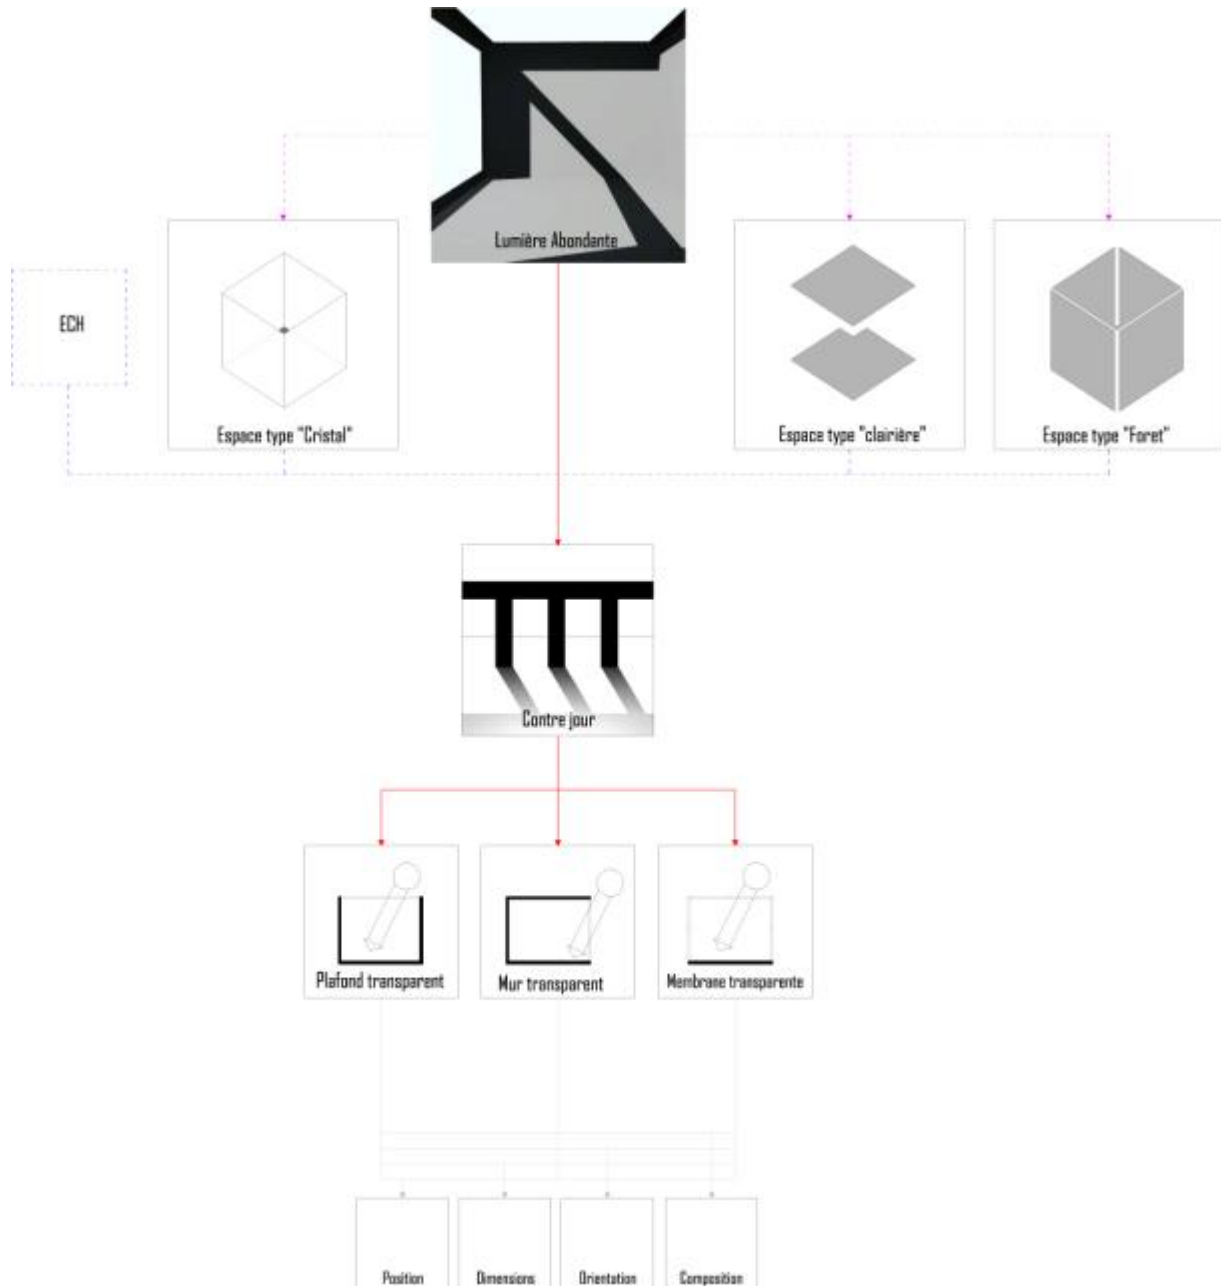 Lumière Abondante
ECH
Espace type "Cristal"
Espace type "clairière"
Espace type "Foret"
Contre jour
Plafond transparent
Mur transparent
Membrane transparente
Position
Dimensions
Orientation
Composition